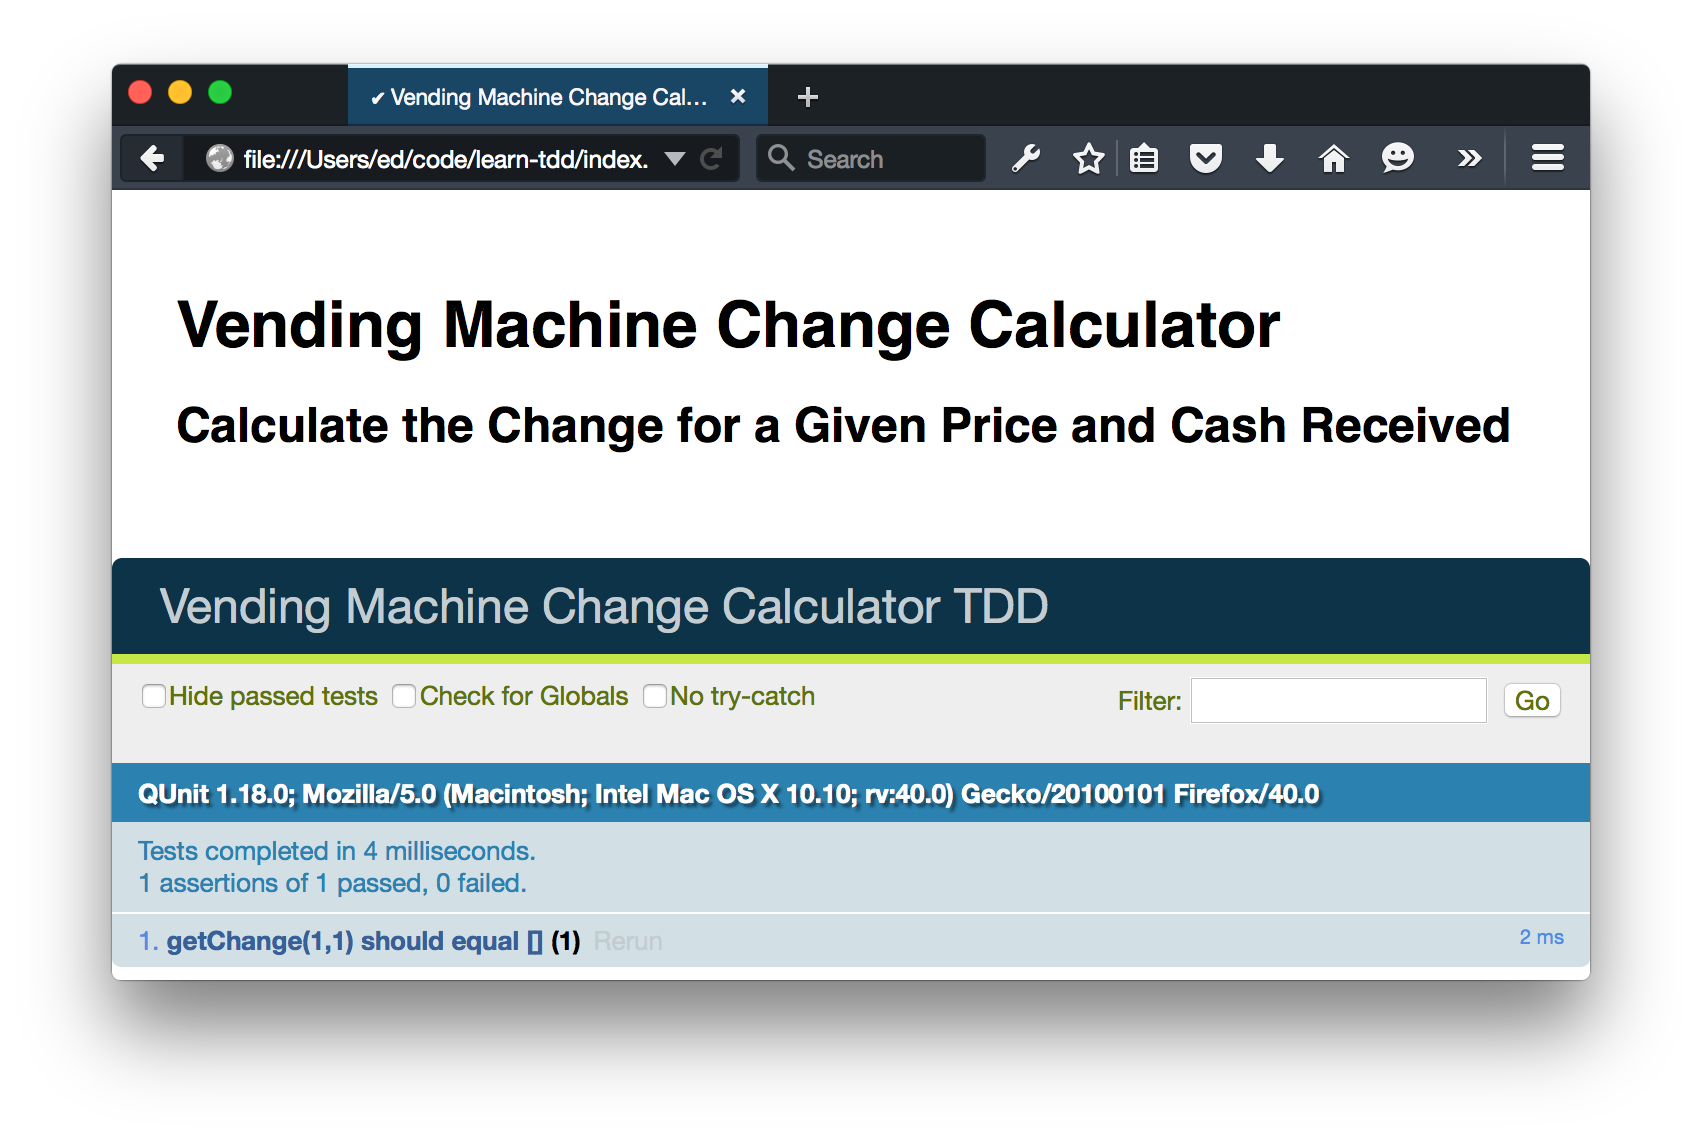 ✔ Vending Machine Change Cal...
file:///Users/ed/code/learn-tdd/index.
Search
Vending Machine Change Calculator
Calculate the Change for a Given Price and Cash Received
Vending Machine Change Calculator TDD
Hide passed tests Check for Globals No try-catch Filter: Go
QUnit 1.18.0; Mozilla/5.0 (Macintosh; Intel Mac OS X 10.10; rv:40.0) Gecko/20100101 Firefox/40.0
Tests completed in 4 milliseconds.
1 assertions of 1 passed, 0 failed.
1. getChange(1,1) should equal [] (1) Rerun 2 ms